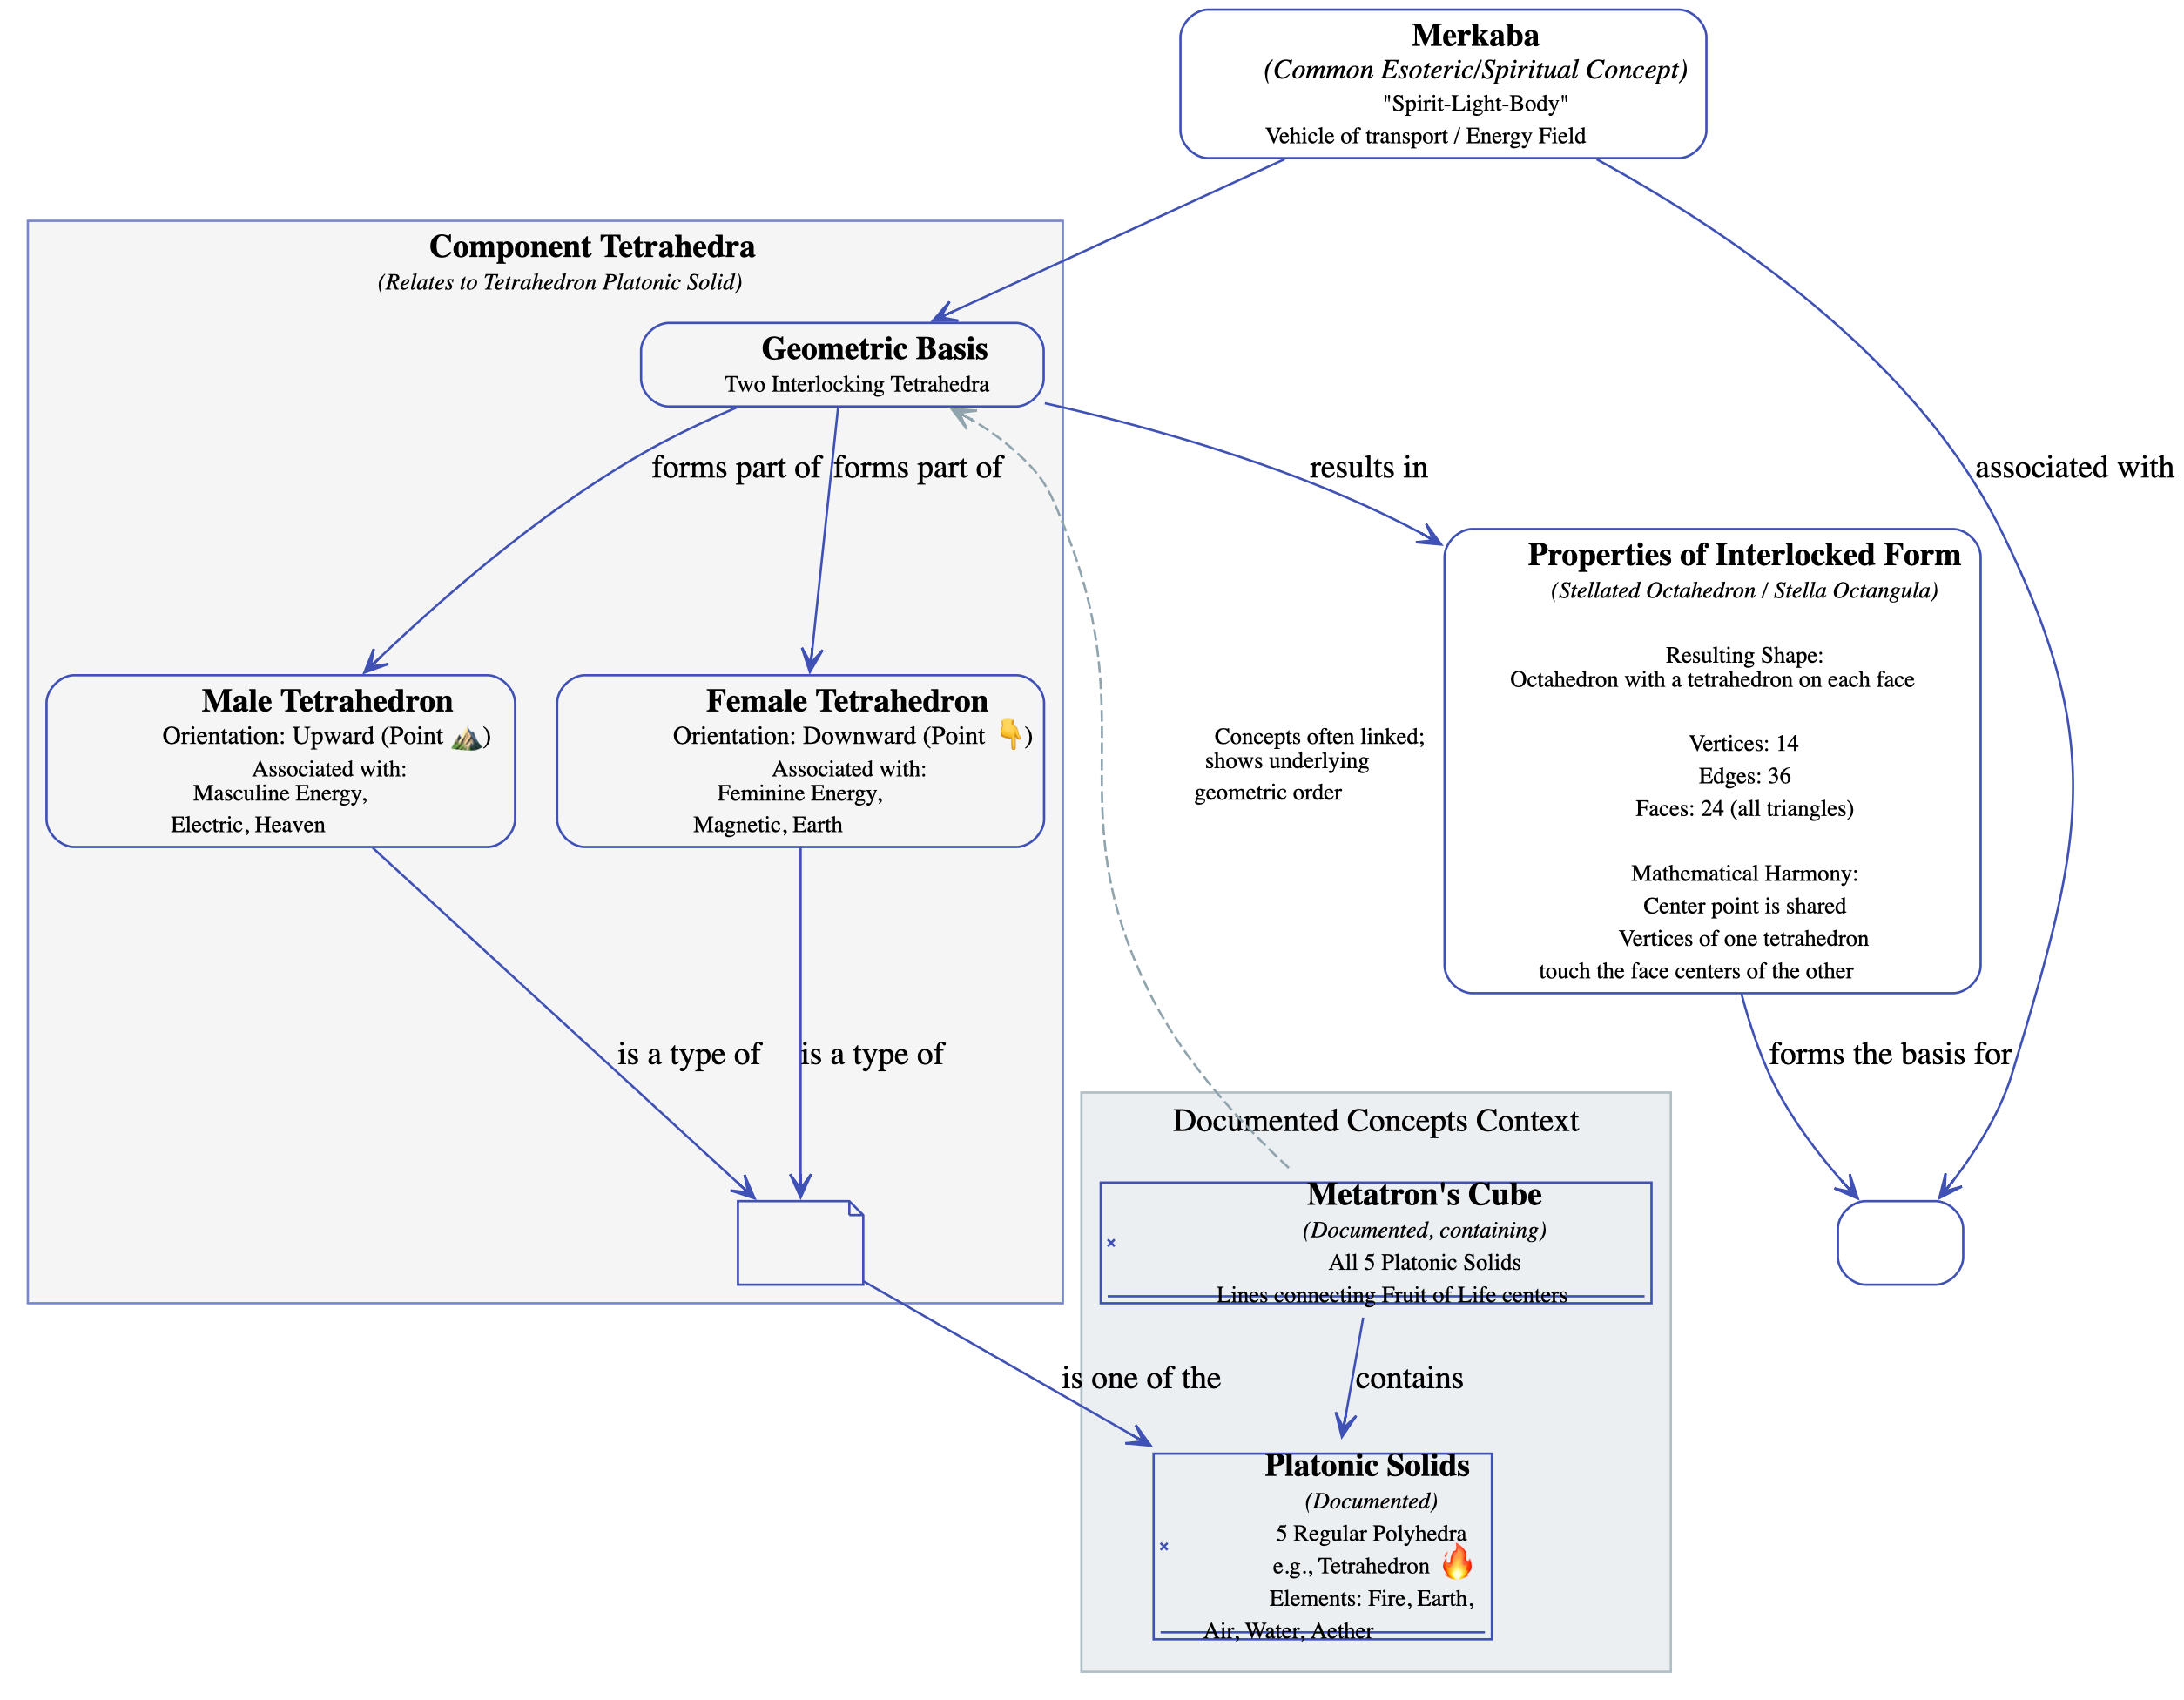 Merkaba
(Common Esoteric/Spiritual Concept)
"Spirit-Light-Body"
Vehicle of transport / Energy Field
Component Tetrahedra
(Relates to Tetrahedron Platonic Solid)
Geometric Basis
Two Interlocking Tetrahedra
forms part of
forms part of
results in
associated with
Male Tetrahedron
Orientation: Upward (Point ⛰️)
Associated with:
Masculine Energy,
Electric, Heaven
Female Tetrahedron
Orientation: Downward (Point 👇)
Associated with:
Feminine Energy,
Magnetic, Earth
Concepts often linked;
shows underlying
geometric order
Properties of Interlocked Form
(Stellated Octahedron / Stella Octangula)
Resulting Shape:
Octahedron with a tetrahedron on each face
Vertices: 14
Edges: 36
Faces: 24 (all triangles)
Mathematical Harmony:
Center point is shared
Vertices of one tetrahedron
touch the face centers of the other
is a type of
is a type of
forms the basis for
Documented Concepts Context
Metatron's Cube
(Documented, containing)
All 5 Platonic Solids
Lines connecting Fruit of Life centers
is one of the
contains
Platonic Solids
(Documented)
5 Regular Polyhedra
e.g., Tetrahedron 🔥
Elements: Fire, Earth,
Air, Water, Aether